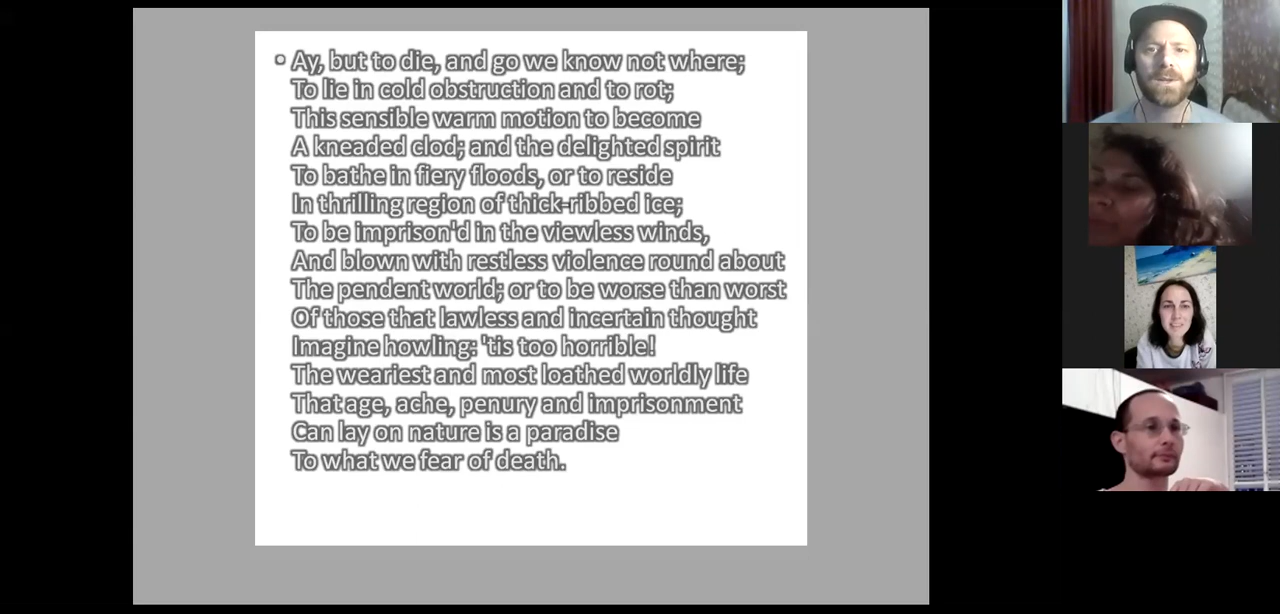 • Ay, but to die, and go we know not where;
To lie in cold obstruction and to rot;
This sensible warm motion to become
A kneaded clod; and the delighted spirit
To bathe in fiery floods, or to reside
In thrilling region of thick-ribbed ice;
To be imprison'd in the viewless winds,
And blown with restless violence round about
The pendent world; or to be worse than worst
Of those that lawless and incertain thought
Imagine howling: 'tis too horrible!
The weariest and most loathed worldly life
That age, ache, penury and imprisonment
Can lay on nature is a paradise
To what we fear of death.